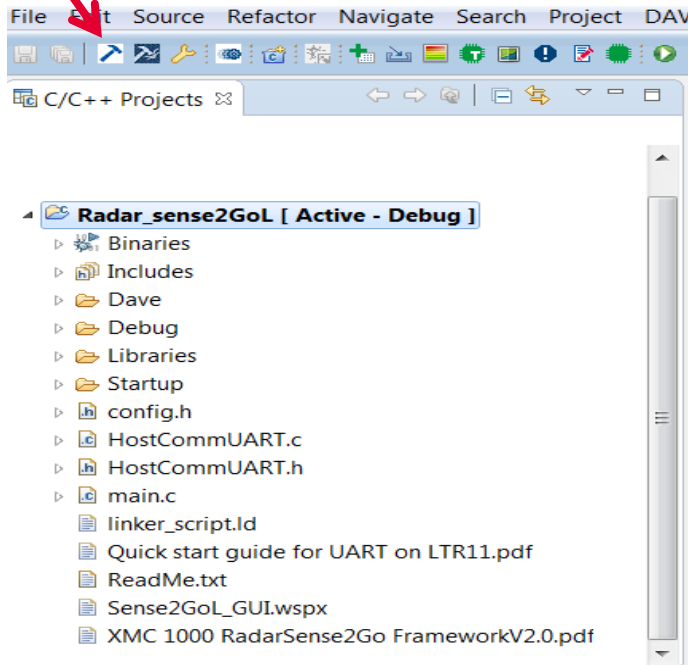 File Edit Source Refactor Navigate Search Project DAV
C/C++ Projects
Radar_sense2GoL [ Active - Debug ]
Binaries
Includes
Dave
Debug
Libraries
Startup
config.h
HostCommUART.c
HostCommUART.h
main.c
linker_script.ld
Quick start guide for UART on LTR11.pdf
ReadMe.txt
Sense2GoL_GUI.wspx
XMC 1000 RadarSense2Go FrameworkV2.0.pdf